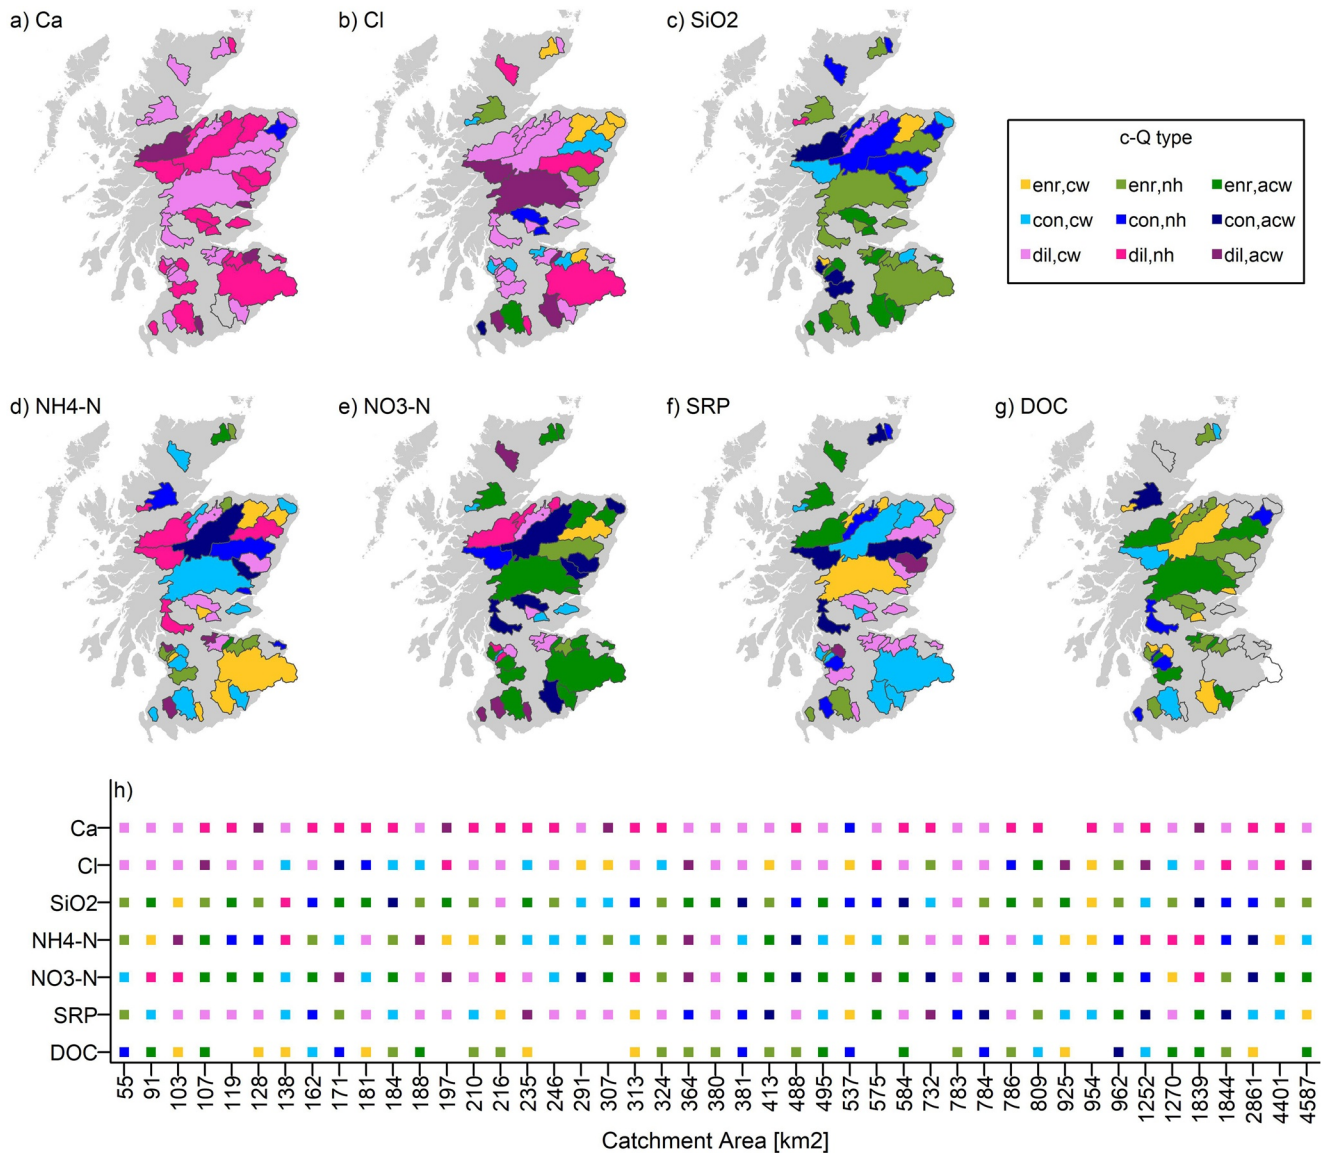 a) Ca
b) Cl
c) SiO2
c-Q type
enr,cw
enr,nh
enr,acw
con,cw
con,nh
con,acw
dil,cw
dil,nh
dil,acw
d) NH4-N
e) NO3-N
f) SRP
g) DOC
h)
Ca
Cl
SiO2
NH4-N
NO3-N
SRP
DOC
55 91 103 107 119 128 138 162 171 181 184 188 197 210 216 235 246 291 307 313 324 364 380 381 413 488 495 537 575 584 732 783 784 786 809 925 954 962 1252 1270 1839 1844 2861 4401 4587
Catchment Area [km2]